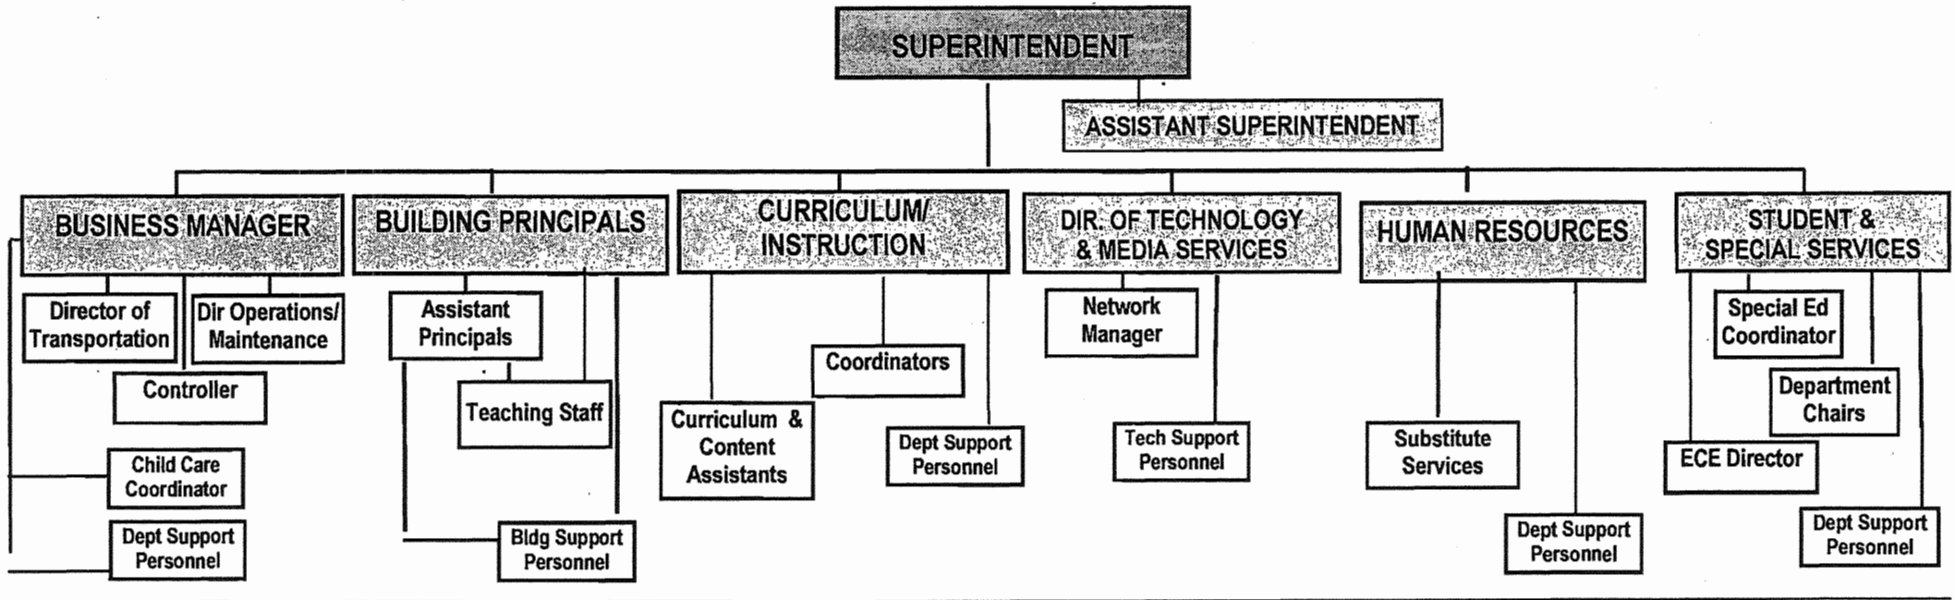 SUPERINTENDENT
ASSISTANT SUPERINTENDENT
BUSINESS MANAGER
BUILDING PRINCIPALS
CURRICULUM/
INSTRUCTION
DIR. OF TECHNOLOGY
& MEDIA SERVICES
HUMAN RESOURCES
STUDENT &
SPECIAL SERVICES
Director of
Transportation
Dir Operations/
Maintenance
Controller
Child Care
Coordinator
Dept Support
Personnel
Assistant
Principals
Teaching Staff
Bldg Support
Personnel
Curriculum &
Content
Assistants
Coordinators
Dept Support
Personnel
Network
Manager
Tech Support
Personnel
Substitute
Services
Dept Support
Personnel
Special Ed
Coordinator
Department
Chairs
ECE Director
Dept Support
Personnel